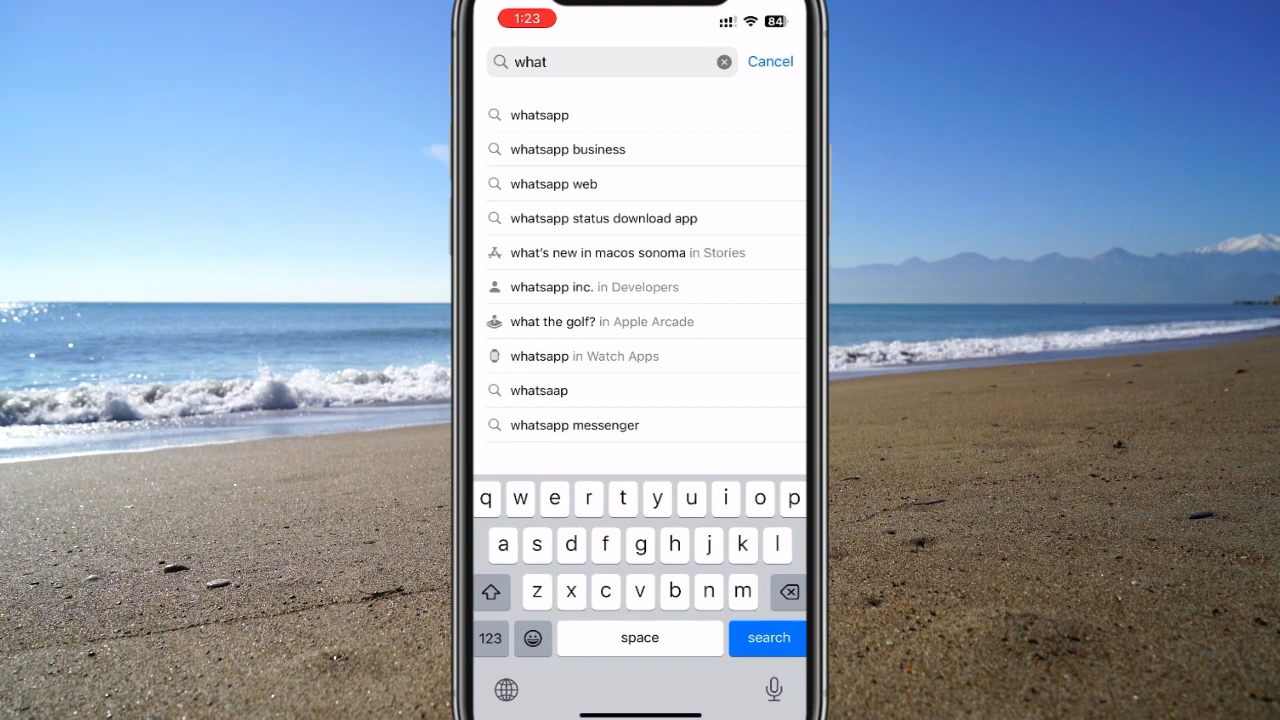 1:23
84
what
Cancel
whatsapp
whatsapp business
whatsapp web
whatsapp status download app
what's new in macos sonoma in Stories
whatsapp inc. in Developers
what the golf? in Apple Arcade
whatsapp in Watch Apps
whatsaap
whatsapp messenger
q w e r t y u i o p
a s d f g h j k l
z x c v b n m
123 space search